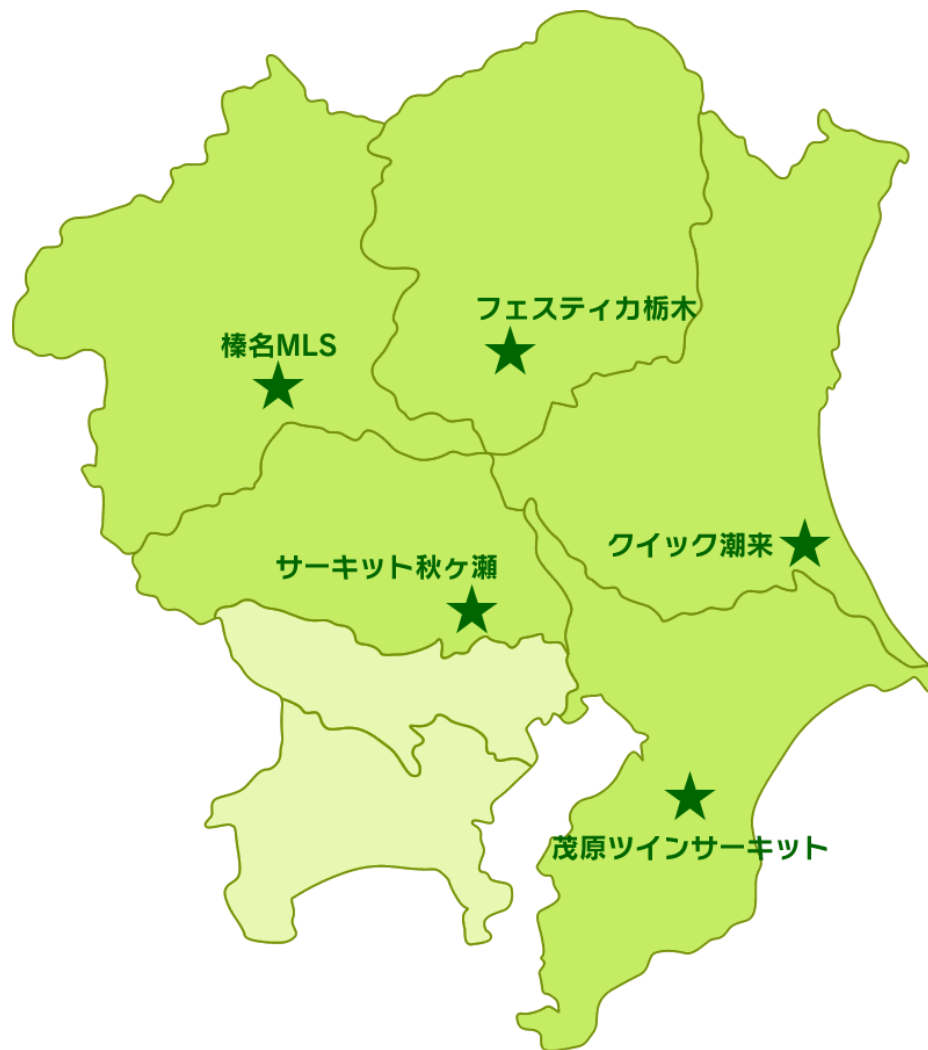 フェスティカ栃木
榛名MLS
クイック潮来
サーキット秋ヶ瀬
茂原ツインサーキット